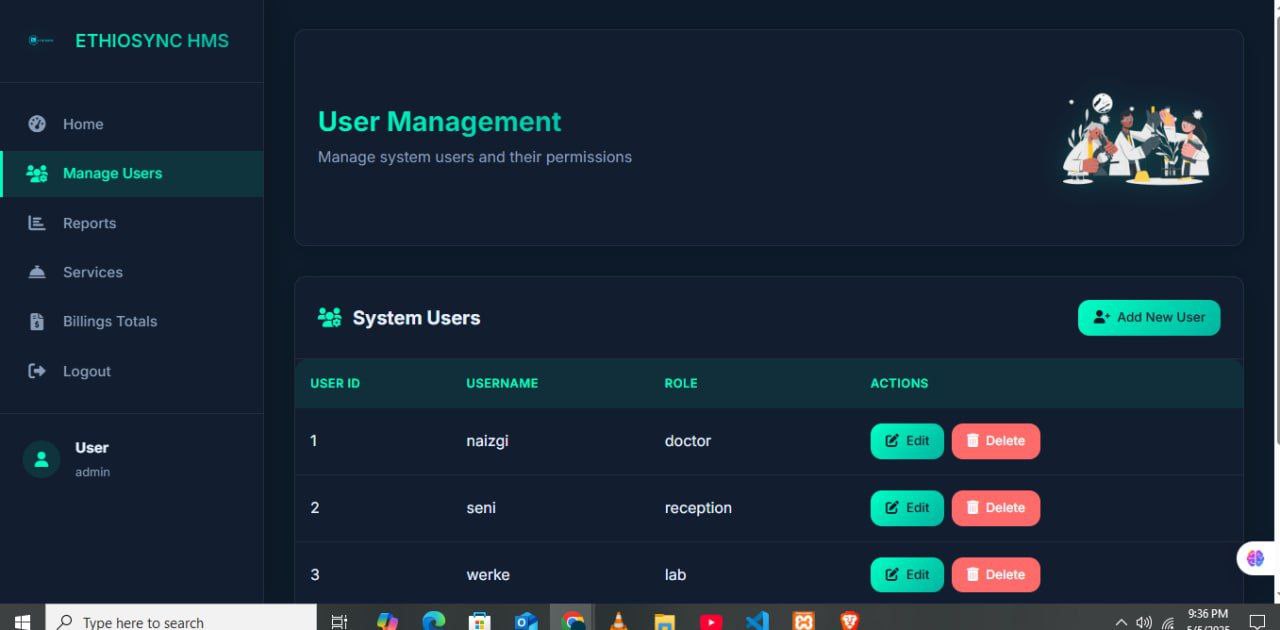 ETHIOSYNC HMS
Home
Manage Users
Reports
Services
Billings Totals
Logout
User
admin
User Management
Manage system users and their permissions
System Users
Add New User
USER ID USERNAME ROLE ACTIONS
1 naizgi doctor Edit Delete
2 seni reception Edit Delete
3 werke lab Edit Delete
Type here to search
9:36 PM